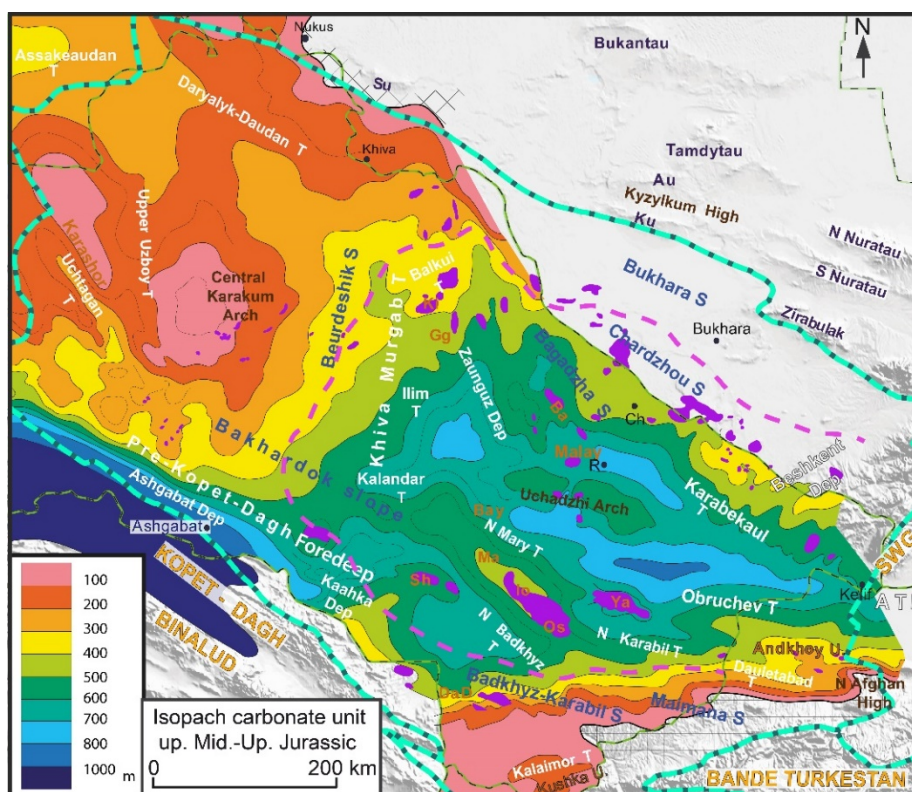 Nukus
N
Bukantau
Assakeaudan
T
Su
Daryalyk-Daudan T
Khiva
Tamdytau
Au
Kyzylkum High
Ku
N Nuratau
S Nuratau
Upper Uzboy T
Karashor
Uchtagan
T
Central
Karakum
Arch
Beurdeshik S
Khiva Murgab T
Balkui
T
Gg
Bukhara S
Zirabulak
Bukhara
Chardzhou S
Bagadzha S
Zaunguz Dep
Ilim
T
Ba
Ch
Bakhardok slope
Malay
R
Beshkent
Dep
Kalandar
T
Uchadzhi Arch
Karabekaul
T
Pre-Kopet-Dagh Foredeep
Ashgabat Dep
Ashgabat
Bay
N Mary T
Ma
SWG
Kelif
Kaahka
Dep
Sh
Io
Os
Ya
Obruchev T
KOPET - DAGH
BINALUD
N Badkhyz
T
N Karabil T
Andkhoy U.
Dauletabad
T
N Afghan
High
Badkhyz-Karabil S
Maimana S
Kalaimor T
Kushka
BANDE TURKESTAN
100
200
300
400
500
600
700
800
1000 m
Isopach carbonate unit
up. Mid.-Up. Jurassic
0 200 km